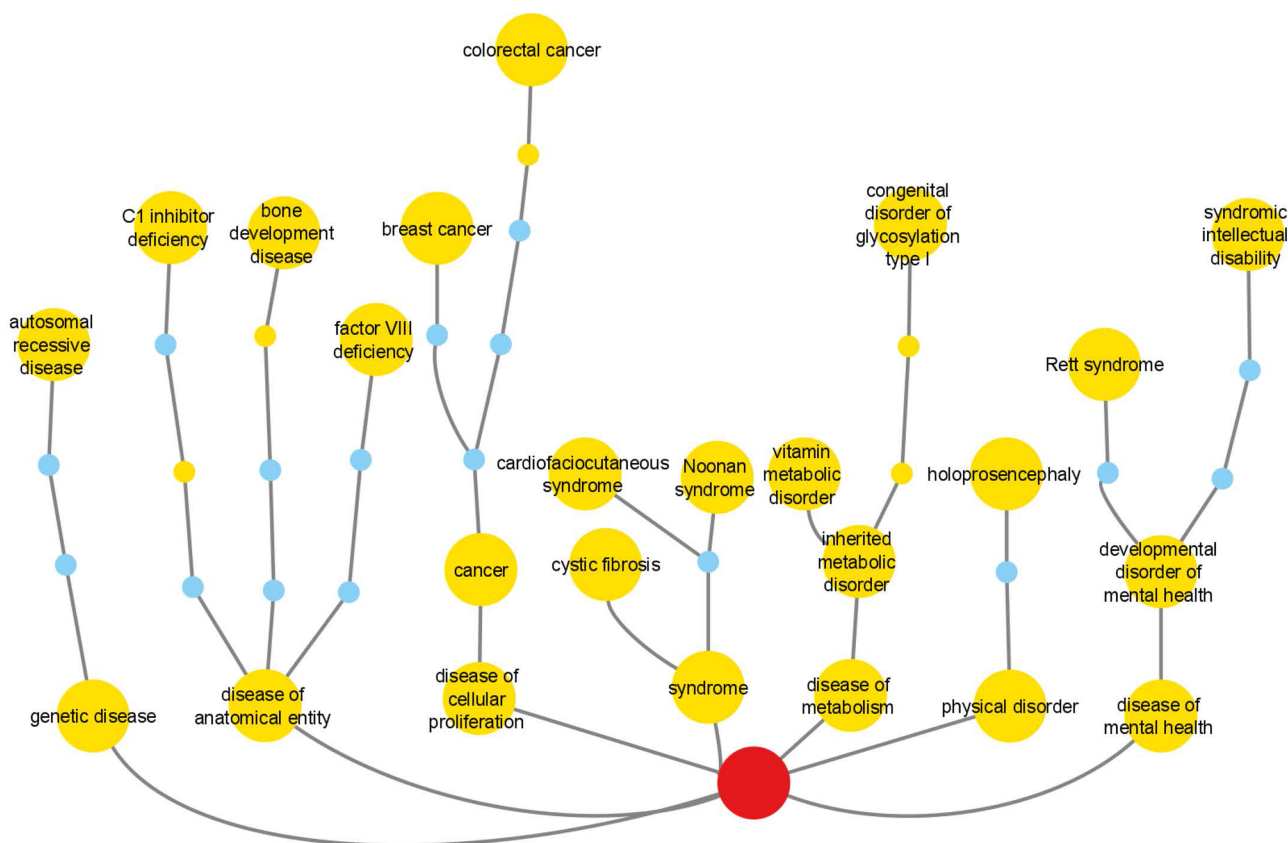 colorectal cancer
C1 inhibitor
deficiency
bone
development
disease
breast cancer
congenital
disorder of
glycosylation
type I
syndromic
intellectual
disability
autosomal
recessive
disease
factor VIII
deficiency
Rett syndrome
cardiofaciocutaneous
syndrome
Noonan
syndrome
vitamin
metabolic
disorder
holoprosencephaly
cancer
cystic fibrosis
inherited
metabolic
disorder
developmental
disorder of
mental health
genetic disease
disease of
anatomical entity
disease of
cellular
proliferation
syndrome
disease of
metabolism
physical disorder
disease of
mental health